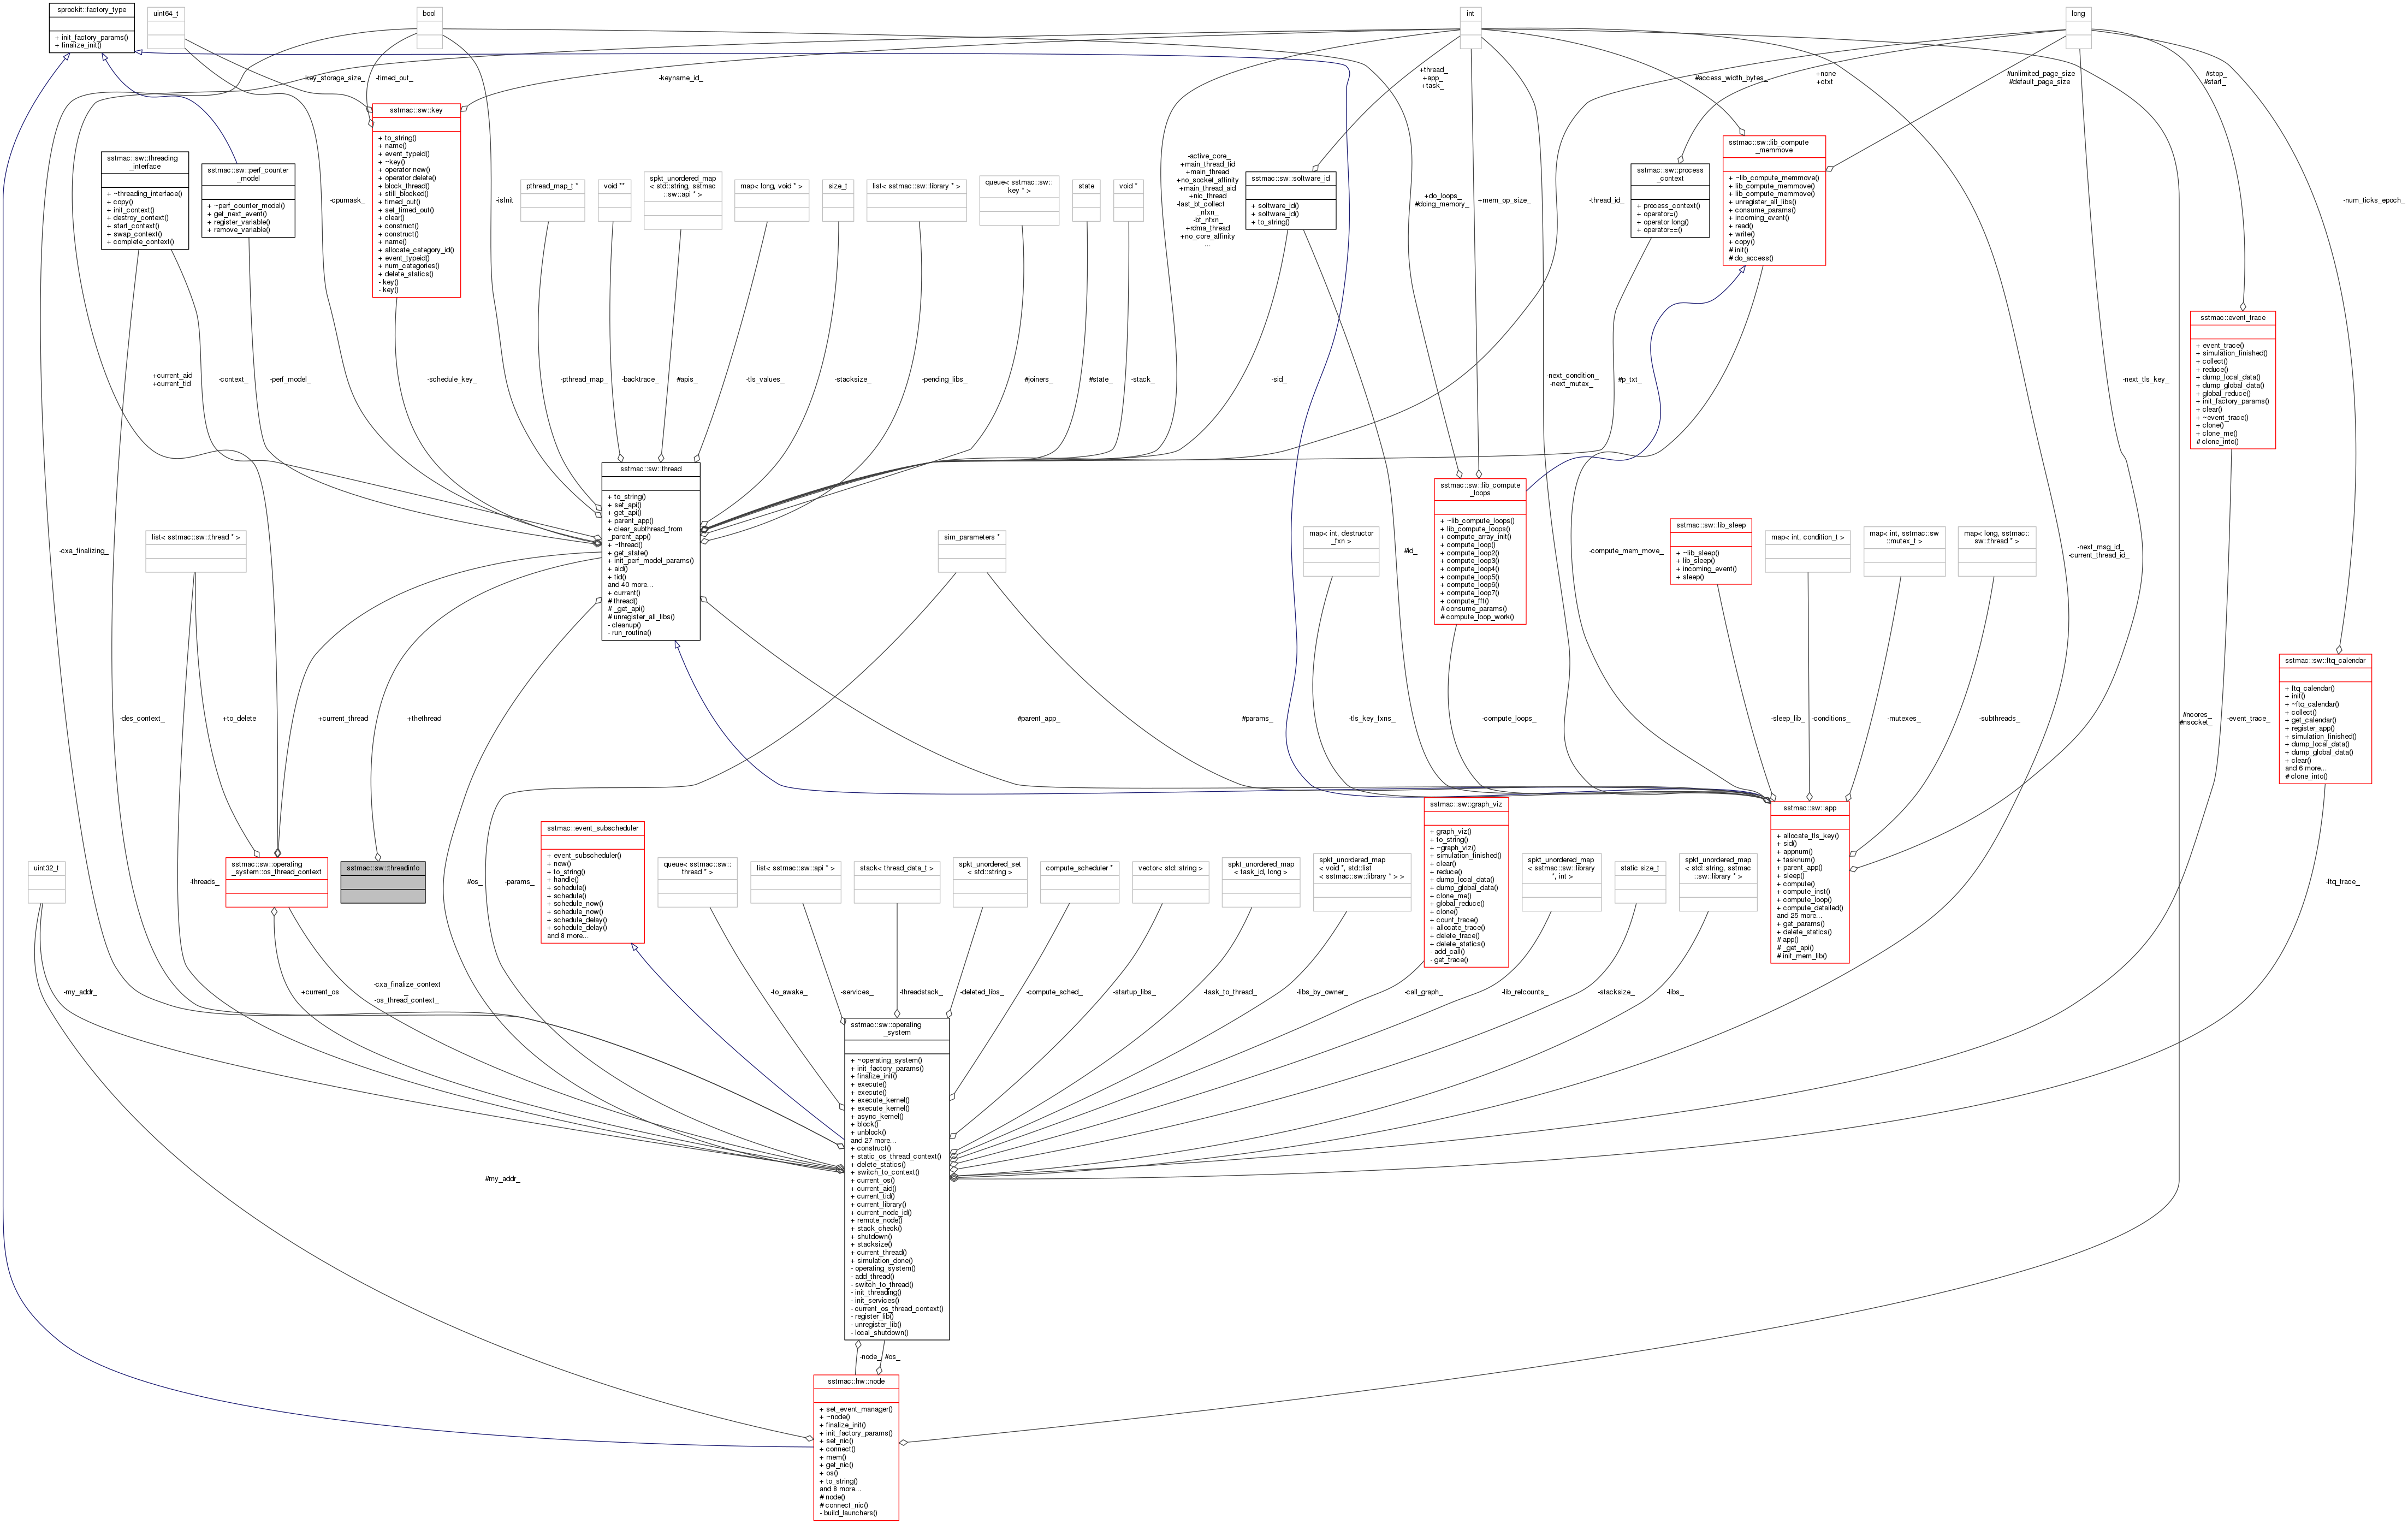 sprockit::factory_type
+ init_factory_params()
+ finalize_init()
uint64_t
bool
int
long
key_storage_size_
-timed_out_
-keyname_id_
+thread_
+app_
+task_
#access_width_bytes_
#unlimited_page_size
#default_page_size
+none
+ctxt
#stop_
#start_
sstmac::sw::key
+ to_string()
+ name()
+ event_typeid()
+ ~key()
+ operator new()
+ operator delete()
+ block_thread()
+ still_blocked()
+ timed_out()
+ set_timed_out()
+ clear()
+ construct()
+ construct()
+ name()
+ allocate_category_id()
+ event_typeid()
+ num_categories()
+ delete_statics()
- key()
- key()
sstmac::sw::threading
_interface
+ ~threading_interface()
+ copy()
+ init_context()
+ destroy_context()
+ start_context()
+ swap_context()
+ complete_context()
sstmac::sw::perf_counter
_model
+ ~perf_counter_model()
+ get_next_event()
+ register_variable()
+ remove_variable()
-cpumask_
-isInit
pthread_map_t *
void **
spkt_unordered_map
< std::string, sstmac
::sw::api * >
map< long, void * >
size_t
list< sstmac::sw::library * >
queue< sstmac::sw::
key * >
state
void *
-active_core_
+main_thread_tid
+main_thread
+no_socket_affinity
+main_thread_aid
+nic_thread
-last_bt_collect
_nfxn_
-bt_nfxn_
+rdma_thread
+no_core_affinity
...
sstmac::sw::software_id
+ software_id()
+ software_id()
+ to_string()
+do_loops_
#doing_memory_
+mem_op_size_
-thread_id_
sstmac::sw::process
_context
+ process_context()
+ operator=()
+ operator long()
+ operator==()
sstmac::sw::lib_compute
_memmove
+ ~lib_compute_memmove()
+ lib_compute_memmove()
+ lib_compute_memmove()
+ unregister_all_libs()
+ consume_params()
+ incoming_event()
+ read()
+ write()
+ copy()
# init()
# do_access()
-num_ticks_epoch_
sstmac::event_trace
+ event_trace()
+ simulation_finished()
+ collect()
+ reduce()
+ dump_local_data()
+ dump_global_data()
+ global_reduce()
+ init_factory_params()
+ clear()
+ ~event_trace()
+ clone()
+ clone_me()
# clone_into()
+current_aid
+current_tid
-context_
-perf_model_
-schedule_key_
-pthread_map_
-backtrace_
#apis_
-tls_values_
-stacksize_
-pending_libs_
#joiners_
#state_
-stack_
-sid_
-next_condition_
-next_mutex_
#p_txt_
-next_tls_key_
sstmac::sw::thread
+ to_string()
+ set_api()
+ get_api()
+ parent_app()
+ clear_subthread_from
_parent_app()
+ ~thread()
+ get_state()
+ init_perf_model_params()
+ aid()
+ tid()
and 40 more...
+ current()
# thread()
# _get_api()
# unregister_all_libs()
- cleanup()
- run_routine()
sstmac::sw::lib_compute
_loops
+ ~lib_compute_loops()
+ lib_compute_loops()
+ compute_array_init()
+ compute_loop()
+ compute_loop2()
+ compute_loop3()
+ compute_loop4()
+ compute_loop5()
+ compute_loop6()
+ compute_loop7()
+ compute_fft()
# consume_params()
# compute_loop_work()
-cxa_finalizing_
list< sstmac::sw::thread * >
sim_parameters *
map< int, destructor
_fxn >
#id_
-compute_mem_move_
sstmac::sw::lib_sleep
+ ~lib_sleep()
+ lib_sleep()
+ incoming_event()
+ sleep()
map< int, condition_t >
map< int, sstmac::sw
::mutex_t >
map< long, sstmac::
sw::thread * >
-next_msg_id_
-current_thread_id_
sstmac::sw::ftq_calendar
+ ftq_calendar()
+ init()
+ ~ftq_calendar()
+ collect()
+ get_calendar()
+ register_app()
+ simulation_finished()
+ dump_local_data()
+ dump_global_data()
+ clear()
and 6 more...
# clone_into()
-des_context_
+to_delete
+current_thread
+thethread
#parent_app_
#params_
-tls_key_fxns_
-compute_loops_
-sleep_lib_
-conditions_
-mutexes_
-subthreads_
#ncores_
#nsocket_
-event_trace_
uint32_t
-threads_
sstmac::sw::operating
_system::os_thread_context
sstmac::sw::threadinfo
#os_
-params_
sstmac::event_subscheduler
+ event_subscheduler()
+ now()
+ to_string()
+ handle()
+ schedule()
+ schedule()
+ schedule_now()
+ schedule_now()
+ schedule_delay()
+ schedule_delay()
and 8 more...
queue< sstmac::sw::
thread * >
list< sstmac::sw::api * >
stack< thread_data_t >
spkt_unordered_set
< std::string >
compute_scheduler *
vector< std::string >
spkt_unordered_map
< task_id, long >
spkt_unordered_map
< void *, std::list
< sstmac::sw::library * > >
sstmac::sw::graph_viz
+ graph_viz()
+ to_string()
+ ~graph_viz()
+ simulation_finished()
+ clear()
+ reduce()
+ dump_local_data()
+ dump_global_data()
+ clone_me()
+ global_reduce()
+ clone()
+ count_trace()
+ allocate_trace()
+ delete_trace()
+ delete_statics()
- add_call()
- get_trace()
spkt_unordered_map
< sstmac::sw::library
*, int >
static size_t
spkt_unordered_map
< std::string, sstmac
::sw::library * >
sstmac::sw::app
+ allocate_tls_key()
+ sid()
+ appnum()
+ tasknum()
+ parent_app()
+ sleep()
+ compute()
+ compute_inst()
+ compute_loop()
+ compute_detailed()
and 25 more...
+ get_params()
+ delete_statics()
# app()
# _get_api()
# init_mem_lib()
-ftq_trace_
-my_addr_
+current_os
-cxa_finalize_context
_
-os_thread_context_
-to_awake_
-services_
-threadstack_
-deleted_libs_
-compute_sched_
-startup_libs_
-task_to_thread_
-libs_by_owner_
-call_graph_
-lib_refcounts_
-stacksize_
-libs_
sstmac::sw::operating
_system
+ ~operating_system()
+ init_factory_params()
+ finalize_init()
+ execute()
+ execute()
+ execute_kernel()
+ execute_kernel()
+ async_kernel()
+ block()
+ unblock()
and 27 more...
+ construct()
+ static_os_thread_context()
+ delete_statics()
+ switch_to_context()
+ current_os()
+ current_aid()
+ current_tid()
+ current_library()
+ current_node_id()
+ remote_node()
+ stack_check()
+ shutdown()
+ stacksize()
+ current_thread()
+ simulation_done()
- operating_system()
- add_thread()
- switch_to_thread()
- init_threading()
- init_services()
- current_os_thread_context()
- register_lib()
- unregister_lib()
- local_shutdown()
#my_addr_
-node_
#os_
sstmac::hw::node
+ set_event_manager()
+ ~node()
+ finalize_init()
+ init_factory_params()
+ set_nic()
+ connect()
+ mem()
+ get_nic()
+ os()
+ to_string()
and 8 more...
# node()
# connect_nic()
- build_launchers()